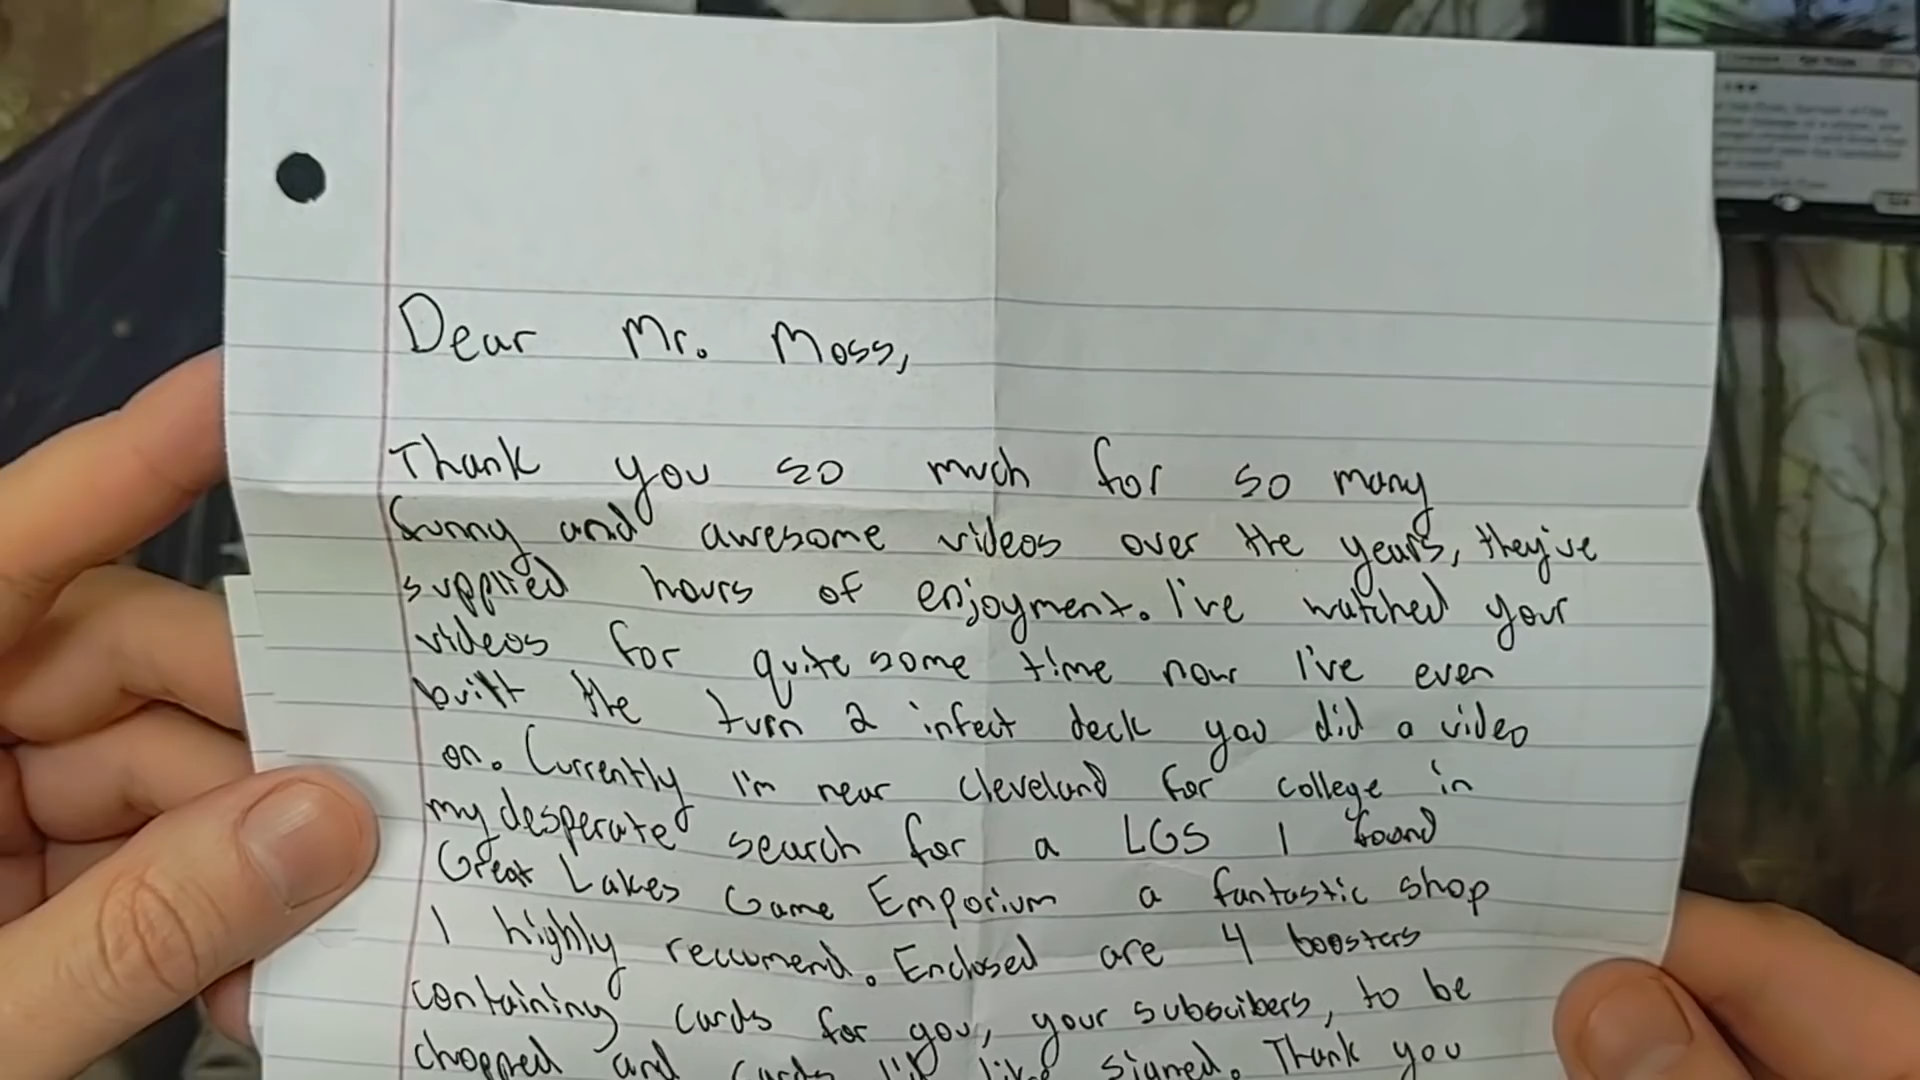 Dear Mr. Moss,
Thank you so much for so many
funny and awesome videos over the years, they've
supplied hours of enjoyment. I've watched your
videos for quite some time now I've even
built the turn 2 infect deck you did a video
on. Currently I'm near Cleveland for college in
my desperate search for a LGS I found
Great Lakes Game Emporium a fantastic shop
I highly reccomend. Enclosed are 4 boosters
containing cards for you, your subscibers, to be
chopped and cards I'd like signed. Thank you